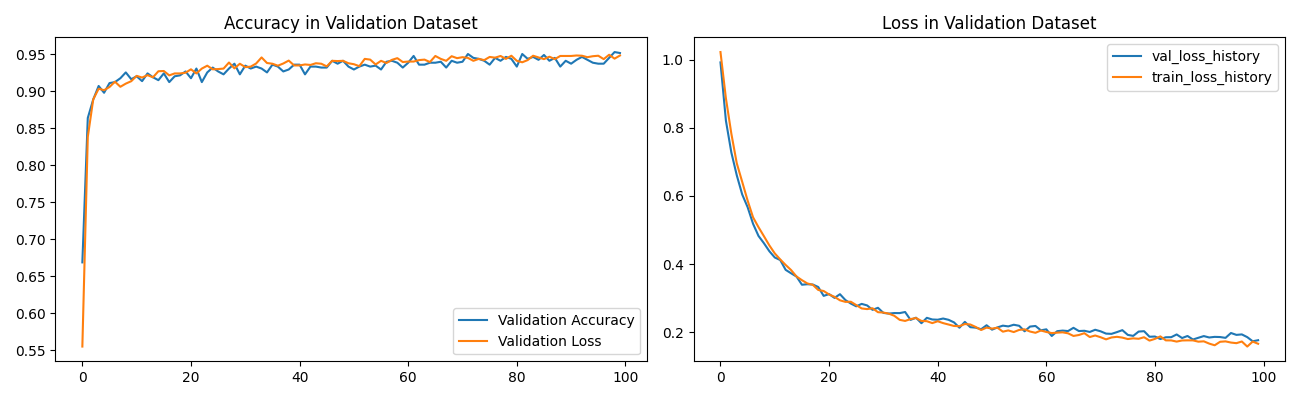 Accuracy in Validation Dataset
0.95
0.90
0.85
0.80
0.75
0.70
0.65
0.60
0.55
Validation Accuracy
Validation Loss
0 20 40 60 80 100
Loss in Validation Dataset
1.0
0.8
0.6
0.4
0.2
val_loss_history
train_loss_history
0 20 40 60 80 100